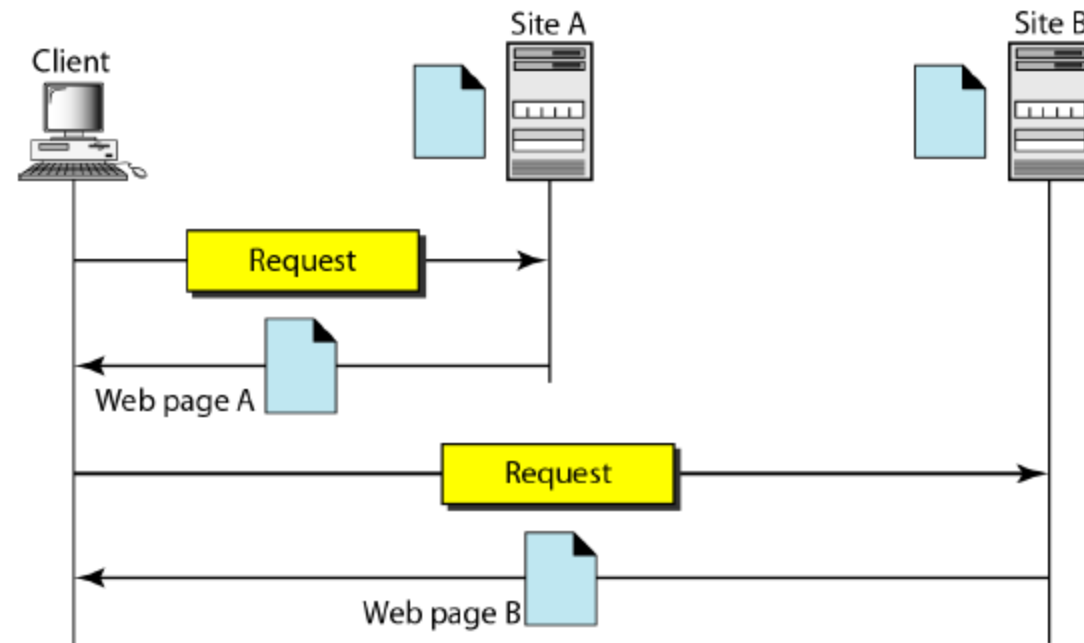 Site A
Site B
Client
Request
Web page A
Request
Web page B